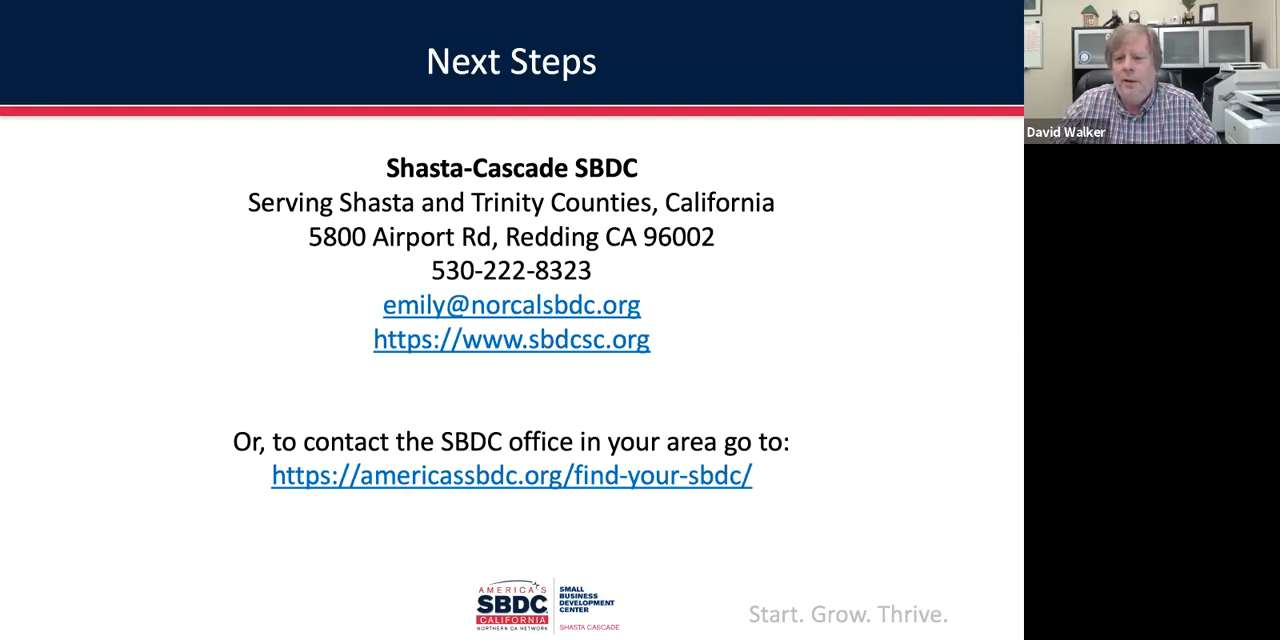 Next Steps
David Walker
Shasta-Cascade SBDC
Serving Shasta and Trinity Counties, California
5800 Airport Rd, Redding CA 96002
530-222-8323
emily@norcalsbdc.org
https://www.sbdcsc.org
Or, to contact the SBDC office in your area go to:
https://americassbdc.org/find-your-sbdc/
AMERICA'S
SBDC
CALIFORNIA
NORTHERN CA NETWORK
SMALL
BUSINESS
DEVELOPMENT
CENTER
SHASTA CASCADE
Start. Grow. Thrive.